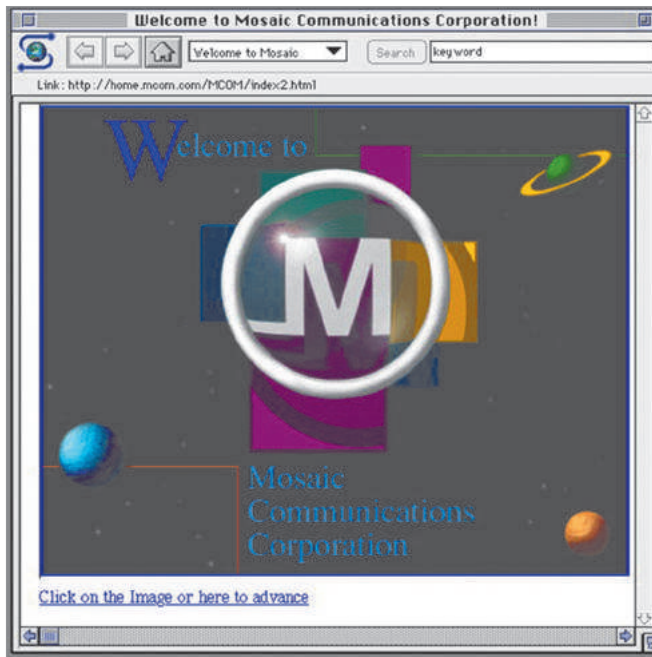 Welcome to Mosaic Communications Corporation!
Welcome to Mosaic
Search
keyword
Link: http://home.mcom.com/MCOM/index2.html
Welcome to
M
Mosaic
Communications
Corporation
Click on the Image or here to advance